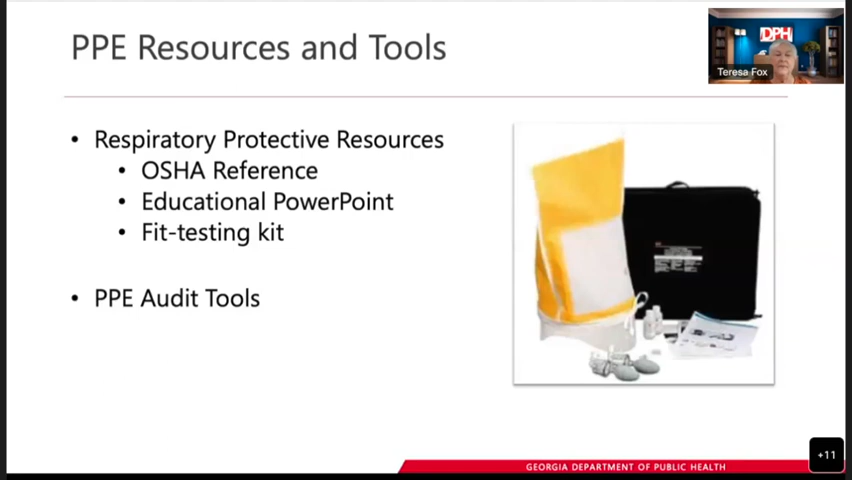 PPE Resources and Tools
DPH
Teresa Fox
• Respiratory Protective Resources
• OSHA Reference
• Educational PowerPoint
• Fit-testing kit
• PPE Audit Tools
GEORGIA DEPARTMENT OF PUBLIC HEALTH
+11